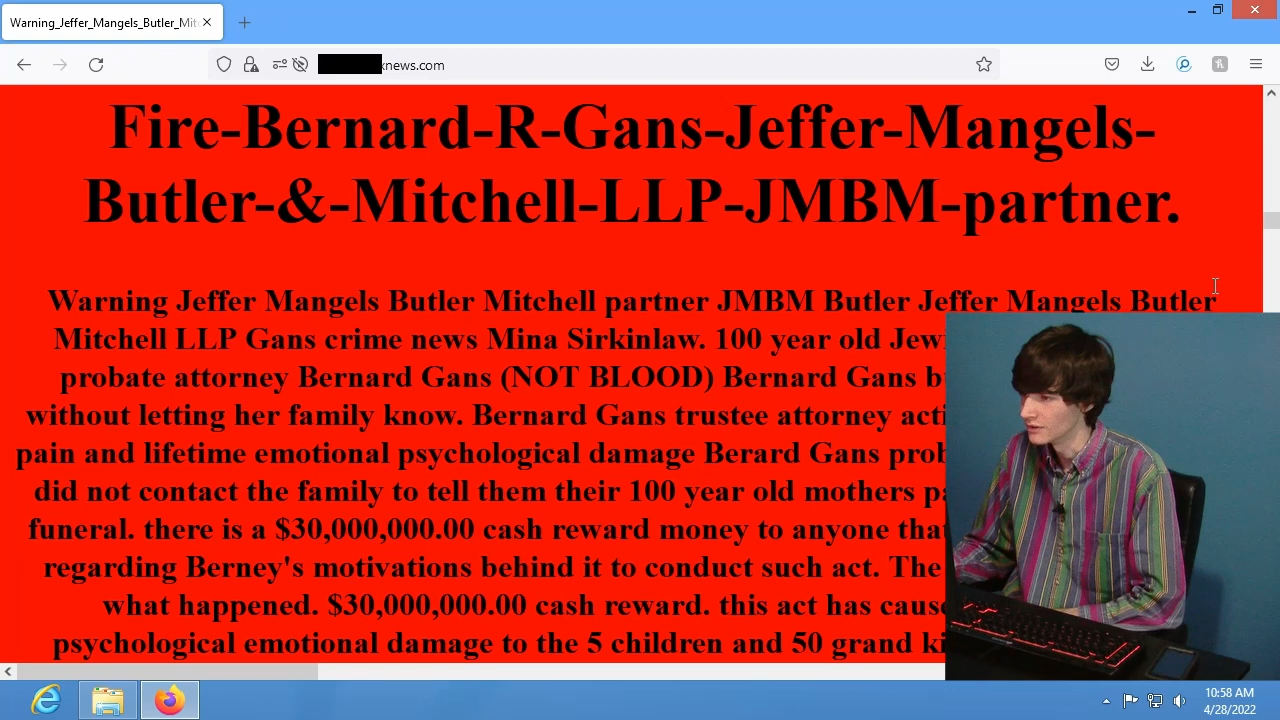 Warning_Jeffer_Mangels_Butler_Mitc
news.com
Fire-Bernard-R-Gans-Jeffer-Mangels-
Butler-&-Mitchell-LLP-JMBM-partner.
Warning Jeffer Mangels Butler Mitchell partner JMBM Butler Jeffer Mangels Butler
Mitchell LLP Gans crime news Mina Sirkinlaw. 100 year old
probate attorney Bernard Gans (NOT BLOOD) Bernard Gans
without letting her family know. Bernard Gans trustee attorney
pain and lifetime emotional psychological damage Berard Gans
did not contact the family to tell them their 100 year old mothers
funeral. there is a $30,000,000.00 cash reward money to anyone
regarding Berney's motivations behind it to conduct such act. The
what happened. $30,000,000.00 cash reward. this act has
psychological emotional damage to the 5 children and 50 grand
10:58 AM
4/28/2022